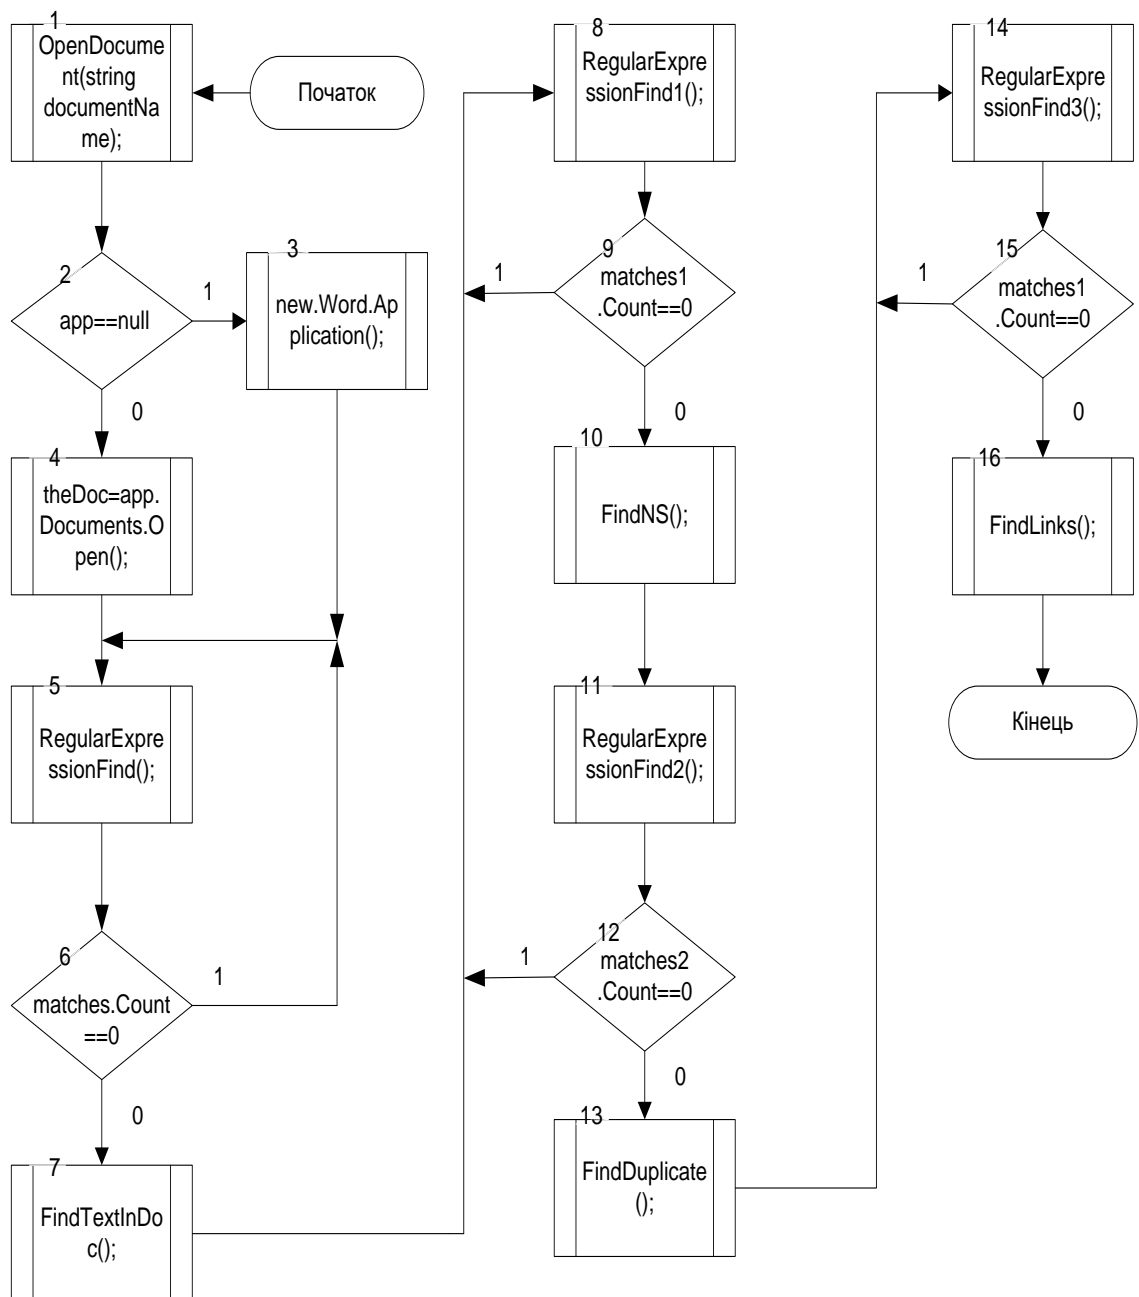 1
OpenDocume
nt(string
documentNa
me);
Початок
2
app==null
1
0
3
new.Word.Ap
plication();
4
theDoc=app.
Documents.O
pen();
5
RegularExpre
ssionFind();
6
matches.Count
==0
1
0
7
FindTextInDo
c();
8
RegularExpre
ssionFind1();
9
matches1
.Count==0
1
0
10
FindNS();
11
RegularExpre
ssionFind2();
12
matches2
.Count==0
1
0
13
FindDuplicate
();
14
RegularExpre
ssionFind3();
15
matches1
.Count==0
1
0
16
FindLinks();
Кінець